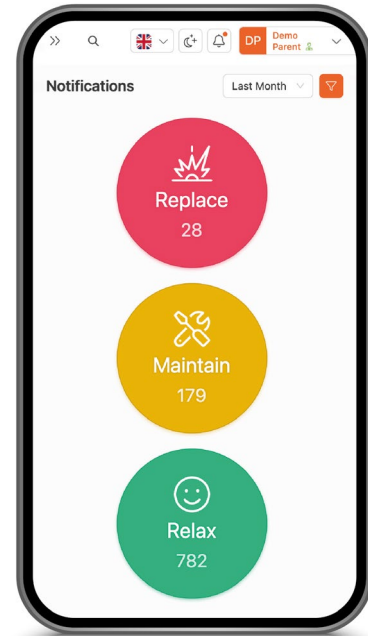 DP
Demo
Parent
Notifications
Last Month
Replace
28
Maintain
179
Relax
782